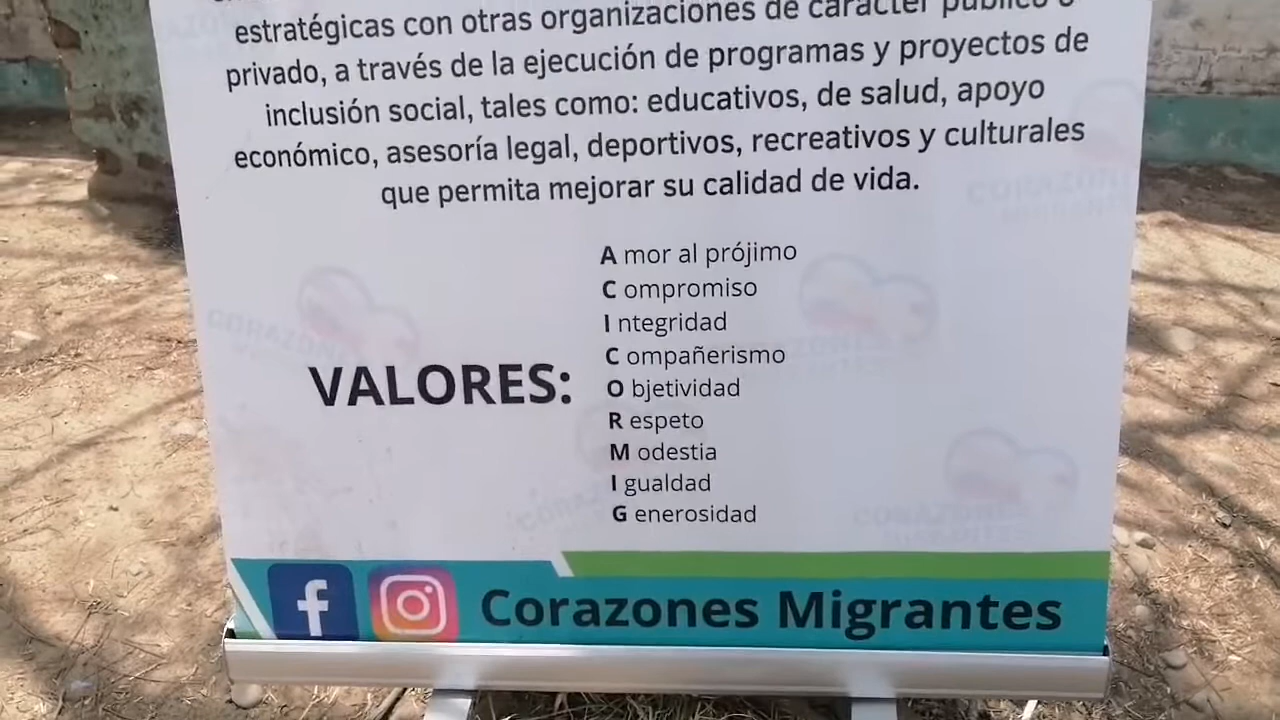 estratégicas con otras organizaciones de carácter público o
privado, a través de la ejecución de programas y proyectos de
inclusión social, tales como: educativos, de salud, apoyo
económico, asesoría legal, deportivos, recreativos y culturales
que permita mejorar su calidad de vida.
A mor al prójimo
C ompromiso
I ntegridad
C ompañerismo
VALORES:
O bjetividad
R espeto
M odestia
I gualdad
G enerosidad
Corazones Migrantes